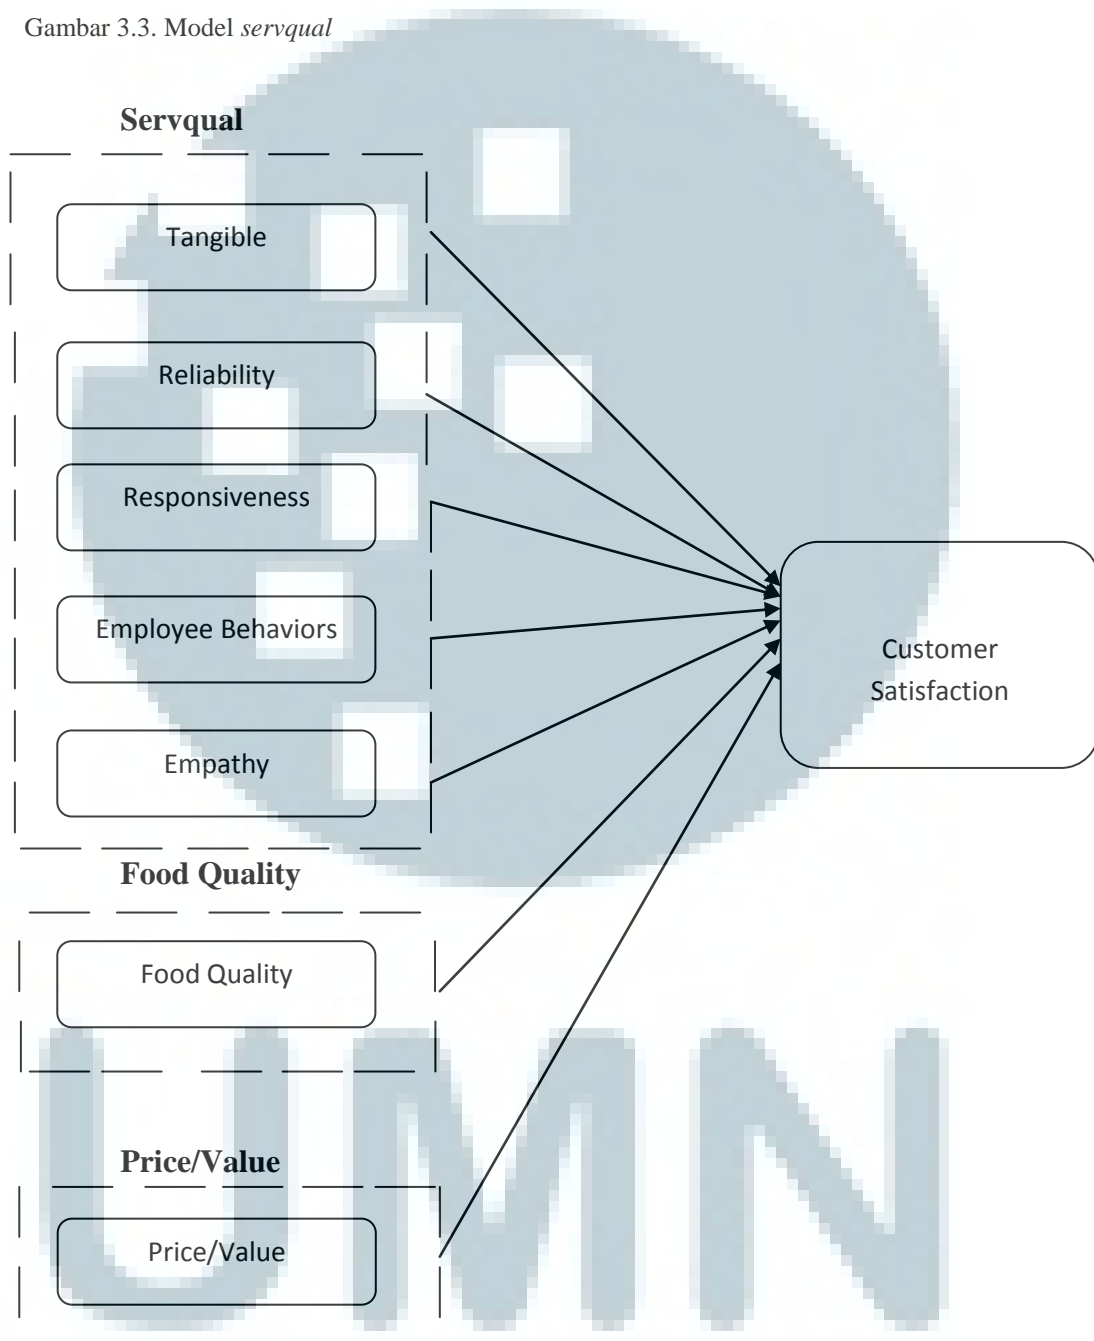 Gambar 3.3. Model servqual
Servqual
Tangible
Reliability
Responsiveness
Employee Behaviors
Empathy
Customer
Satisfaction
Food Quality
Food Quality
Price/Value
Price/Value
UMN